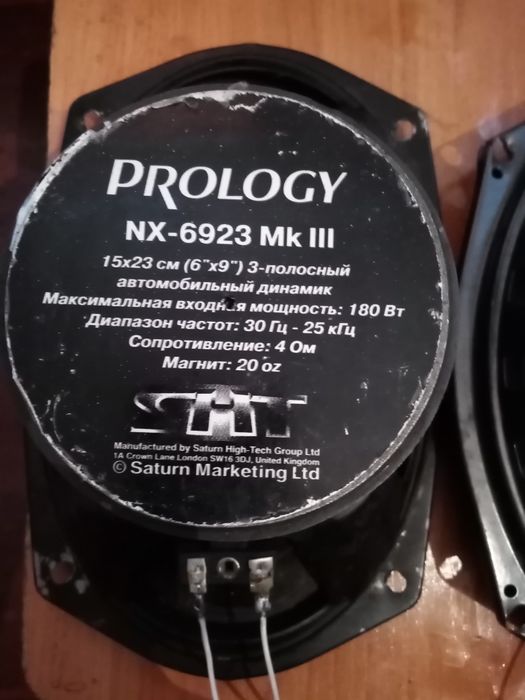 PROLOGY
NX-6923 Mk III
15x23 см (6"x9") 3-полосный
автомобильный динамик
Максимальная входная мощность: 180 Вт
Диапазон частот: 30 Гц - 25 кГц
Сопротивление: 4 Ом
Магнит: 20 oz
SHT
Manufactured by Saturn High-Tech Group Ltd
1A Crown Lane London SW16 3DJ, United Kingdom
© Saturn Marketing Ltd